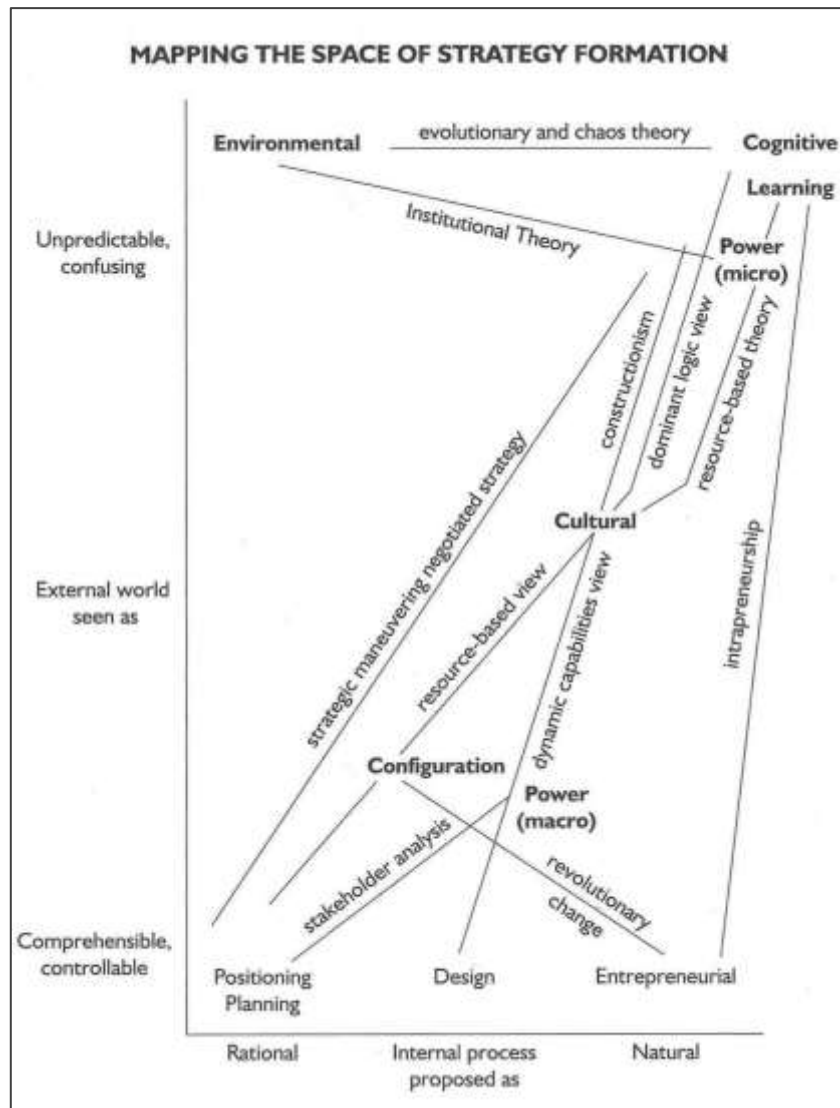 MAPPING THE SPACE OF STRATEGY FORMATION
Environmental
evolutionary and chaos theory
Cognitive
Learning
Institutional Theory
Unpredictable,
confusing
Power
(micro)
constructionism
dominant logic view
resource-based theory
strategic maneuvering negotiated strategy
Cultural
External world
seen as
resource-based view
dynamic capabilities view
intrapreneurship
Configuration
Power
(macro)
stakeholder analysis
revolutionary
change
Comprehensible,
controllable
Positioning
Planning
Design
Entrepreneurial
Rational
Internal process
proposed as
Natural